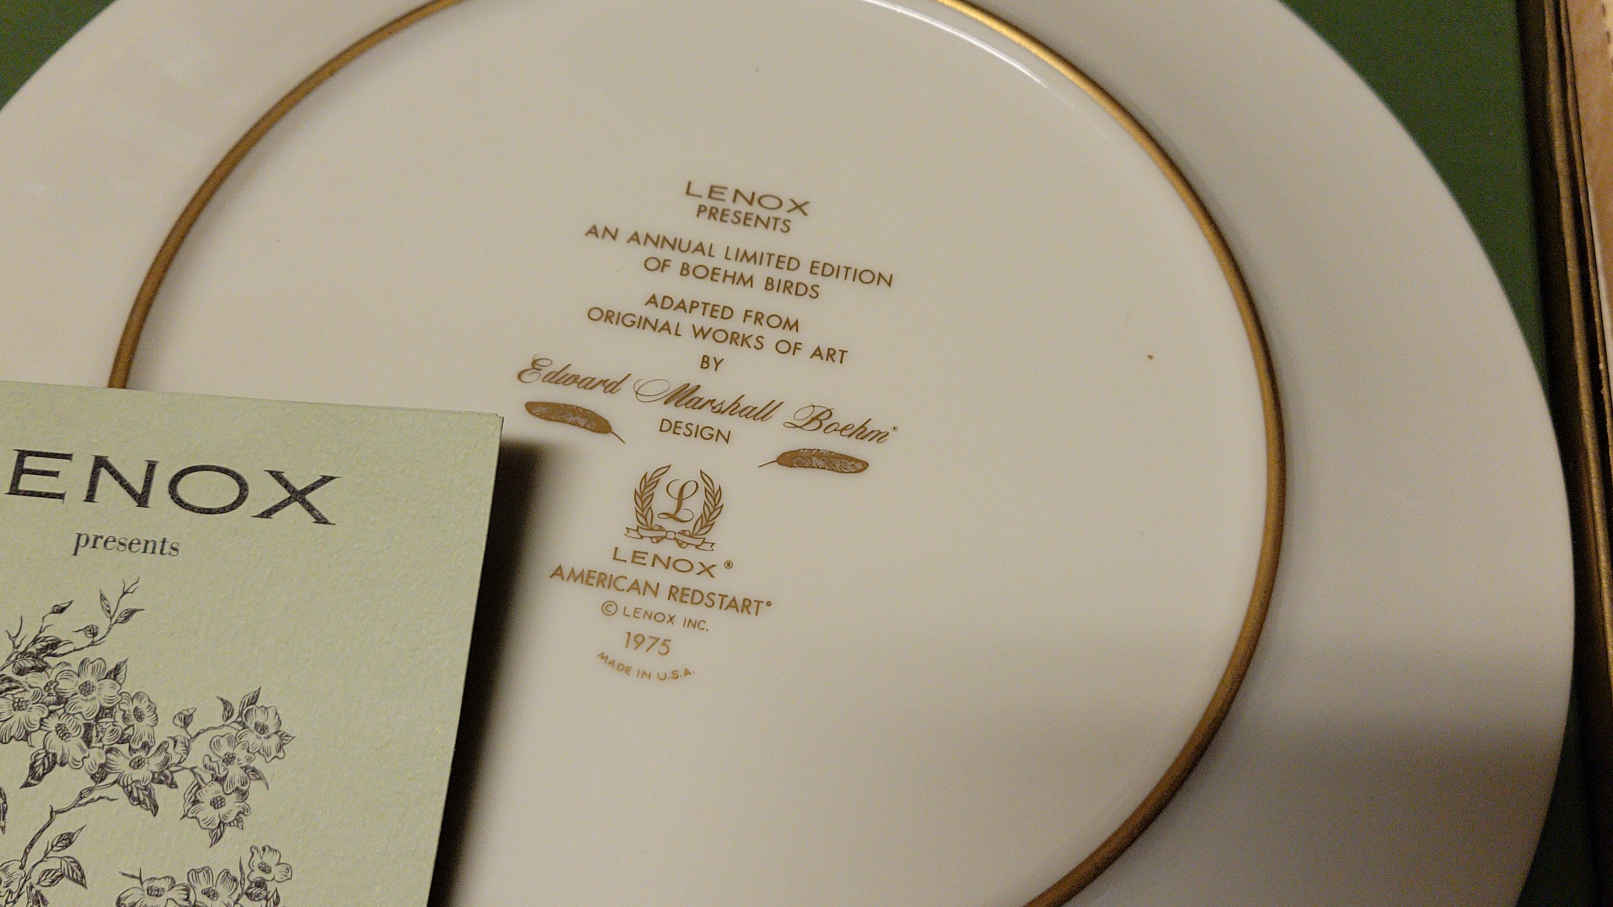 LENOX
PRESENTS
AN ANNUAL LIMITED EDITION
OF BOEHM BIRDS
ADAPTED FROM
ORIGINAL WORKS OF ART
BY
Edward Marshall Boehm®
DESIGN
L
LENOX®
AMERICAN REDSTART®
© LENOX INC.
1975
MADE IN U.S.A.
ENOX
presents